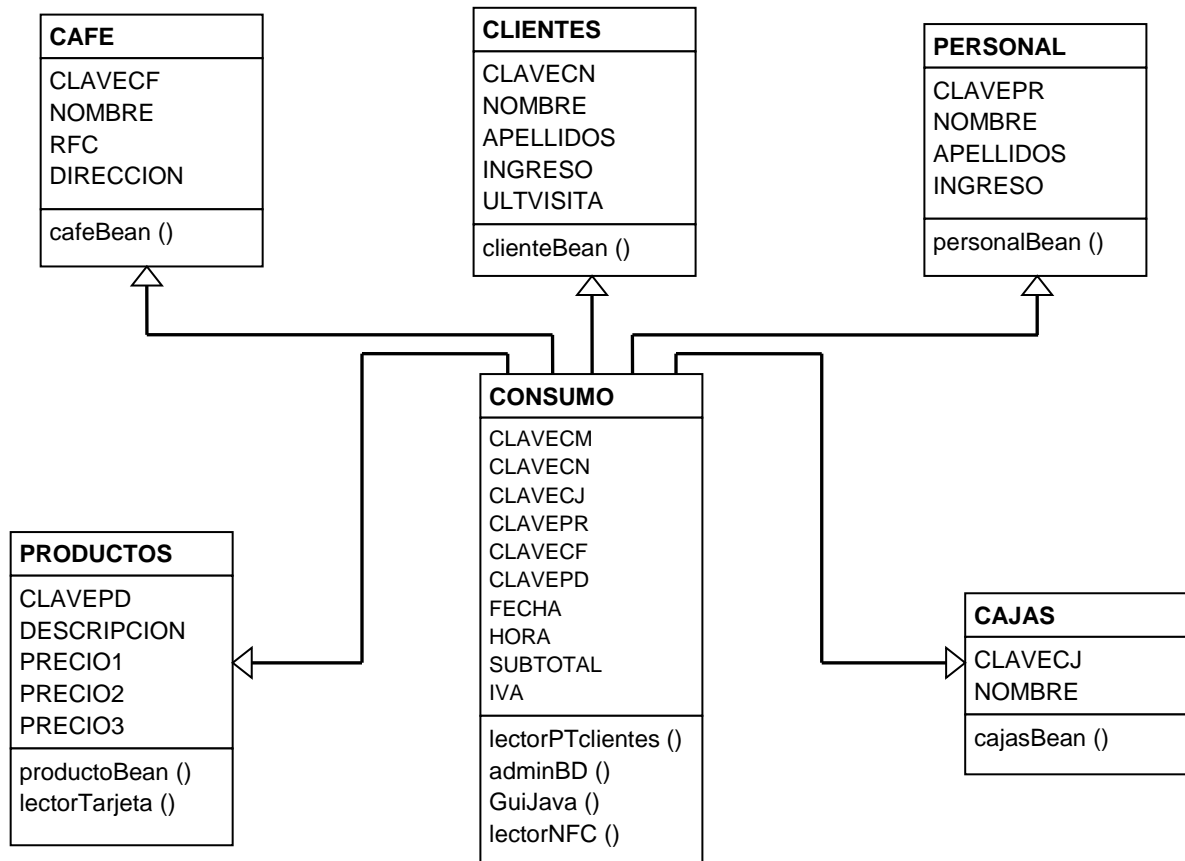 CAFE
CLAVECF
NOMBRE
RFC
DIRECCION
cafeBean ()
CLIENTES
CLAVECN
NOMBRE
APELLIDOS
INGRESO
ULTVISITA
clienteBean ()
PERSONAL
CLAVEPR
NOMBRE
APELLIDOS
INGRESO
personalBean ()
PRODUCTOS
CLAVEPD
DESCRIPCION
PRECIO1
PRECIO2
PRECIO3
productoBean ()
lectorTarjeta ()
CONSUMO
CLAVECM
CLAVECN
CLAVECJ
CLAVEPR
CLAVECF
CLAVEPD
FECHA
HORA
SUBTOTAL
IVA
lectorPTclientes ()
adminBD ()
GuiJava ()
lectorNFC ()
CAJAS
CLAVECJ
NOMBRE
cajasBean ()